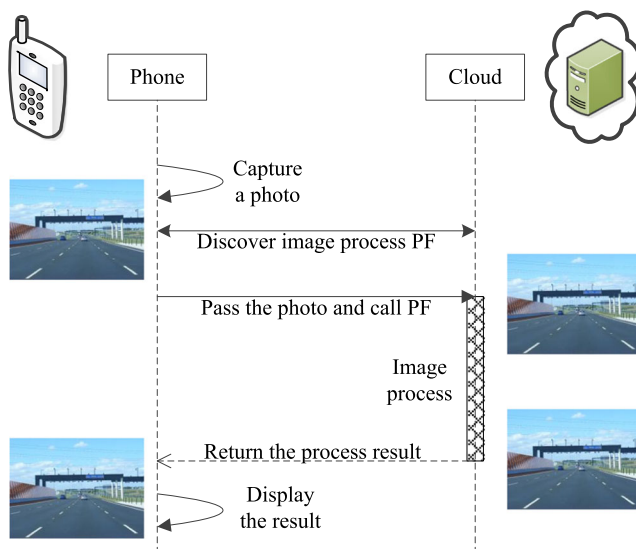 Phone
Cloud
Capture
a photo
Discover image process PF
Pass the photo and call PF
Image
process
Return the process result
Display
the result